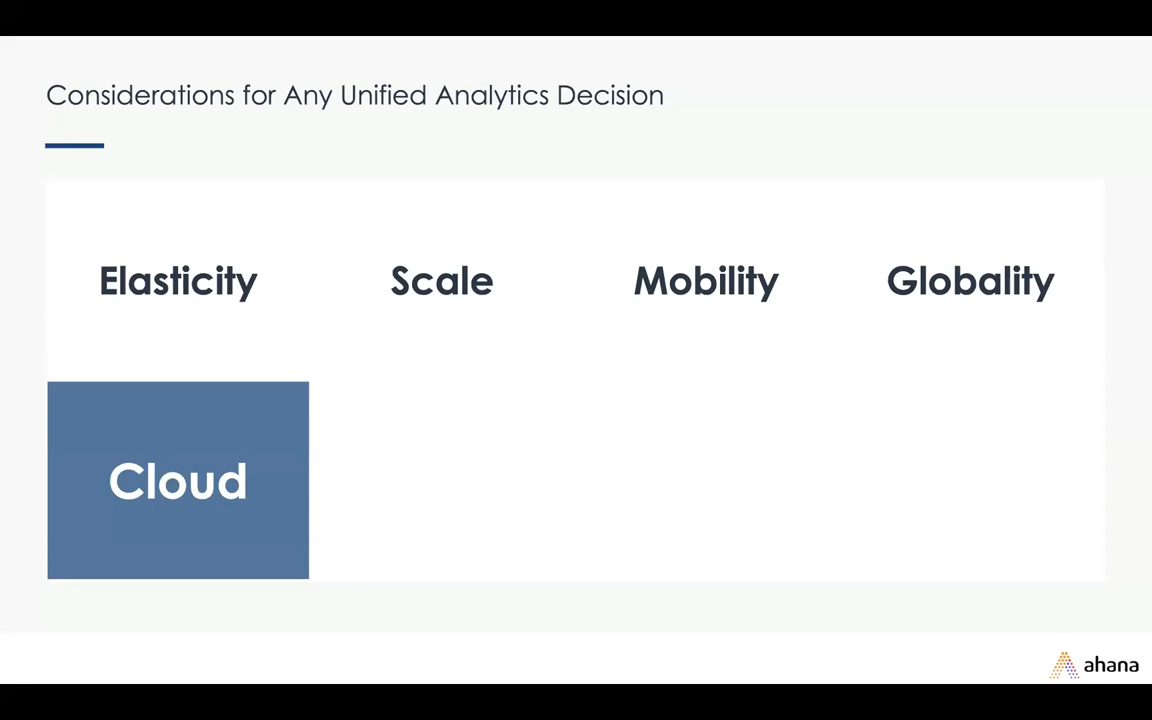 Considerations for Any Unified Analytics Decision
Elasticity Scale Mobility Globality
Cloud
ahana